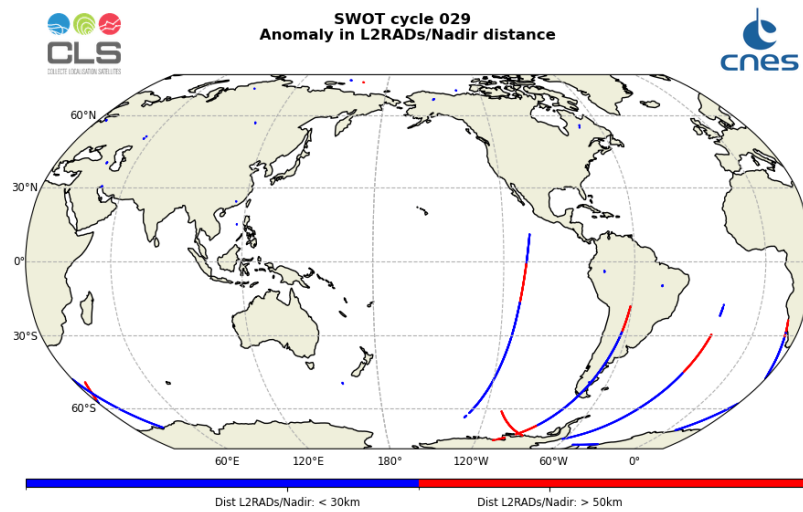 SWOT cycle 029
Anomaly in L2RADs/Nadir distance
CLS
COLLECTE LOCALISATION SATELLITES
cnes
60°N
30°N
0°
30°S
60°S
60°E
120°E
180°
120°W
60°W
0°
Dist L2RADs/Nadir: < 30km
Dist L2RADs/Nadir: > 50km